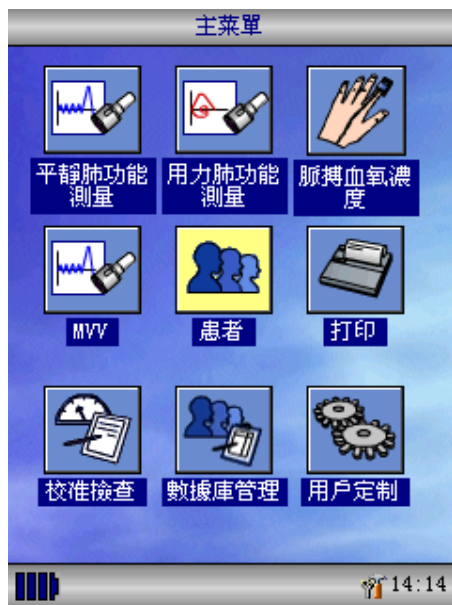 主菜單
平靜肺功能
測量
用力肺功能
測量
脈搏血氧濃
度
MVV
患者
打印
校准檢查
數據庫管理
用戶定制
14:14